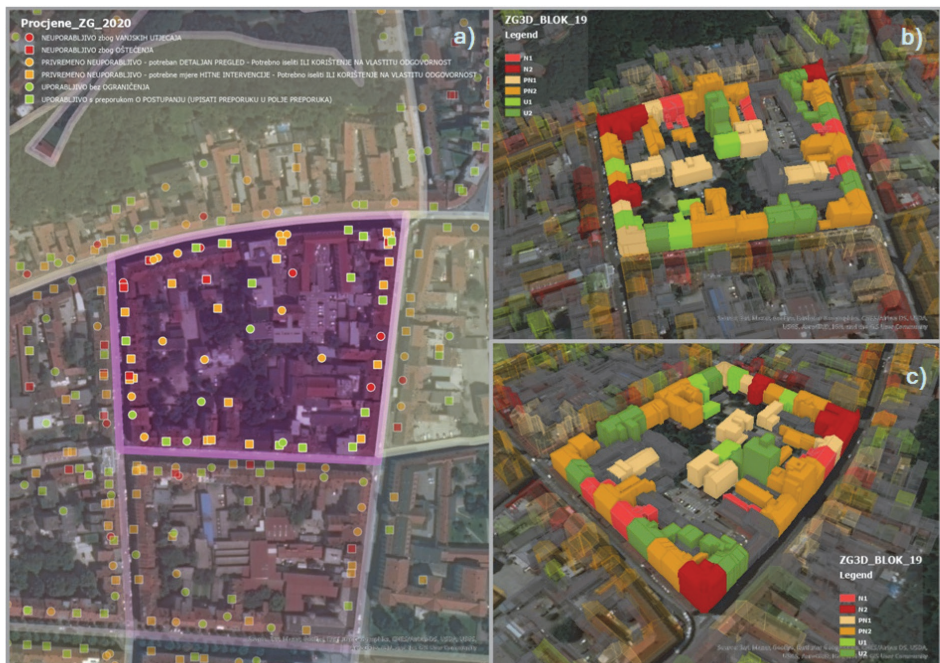 Procjene_ZG_2020
a)
NEUPORABLJIVO zbog VANJSKIH UTJECAJA
NEUPORABLJIVO zbog OŠTEĆENJA
PRIVREMENO NEUPORABLJIVO - potreban DETALJAN PREGLED - Potrebno iseliti ILI KORIŠTENJE NA VLASTITU ODGOVORNOST
PRIVREMENO NEUPORABLJIVO - potrebne mjere HITNE INTERVENCIJE - Potrebno iseliti ILI KORIŠTENJE NA VLASTITU ODGOVORNOST
UPORABLJIVO bez OGRANIČENJA
UPORABLJIVO s preporukom O POSTUPANJU (UPISATI PREPORUKU U POLJE PREPORUKA)
ZG3D_BLOK_19
b)
Legend
N1
N2
PN1
PN2
U1
U2
c)
ZG3D_BLOK_19
Legend
N1
N2
PN1
PN2
U1
U2